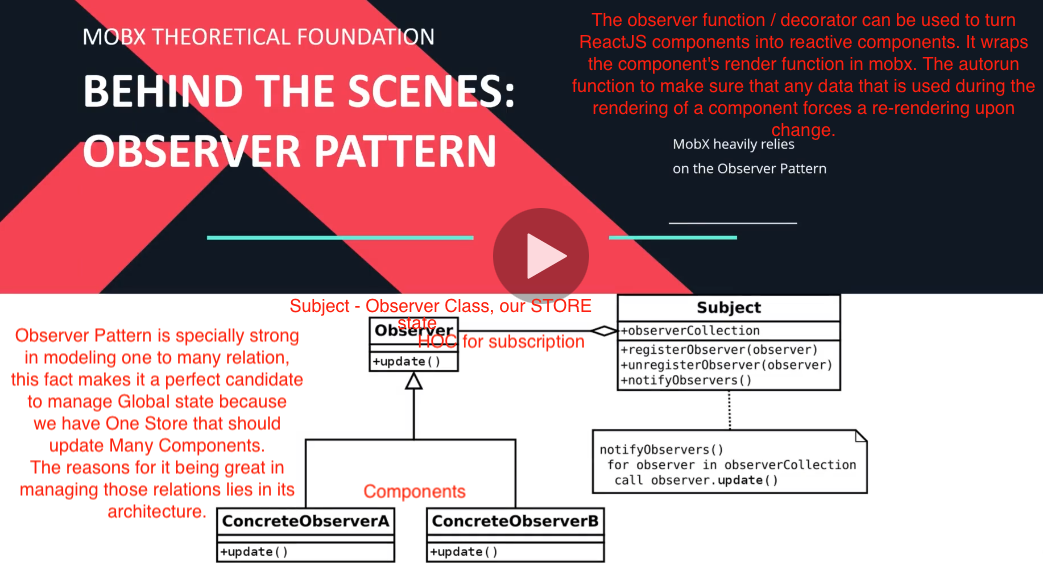 MOBX THEORETICAL FOUNDATION
BEHIND THE SCENES:
OBSERVER PATTERN
The observer function / decorator can be used to turn
ReactJS components into reactive components. It wraps
the component's render function in mobx. The autorun
function to make sure that any data that is used during the
rendering of a component forces a re-rendering upon
change.
MobX heavily relies
on the Observer Pattern
Subject - Observer Class, our STORE
state
HOC for subscription
Observer Pattern is specially strong
in modeling one to many relation,
this fact makes it a perfect candidate
to manage Global state because
we have One Store that should
update Many Components.
The reasons for it being great in
managing those relations lies in its
architecture.
Observer
+update()
Subject
+observerCollection
+registerObserver(observer)
+unregisterObserver(observer)
+notifyObservers()
notifyObservers()
for observer in observerCollection
call observer.update()
Components
ConcreteObserverA
+update()
ConcreteObserverB
+update()